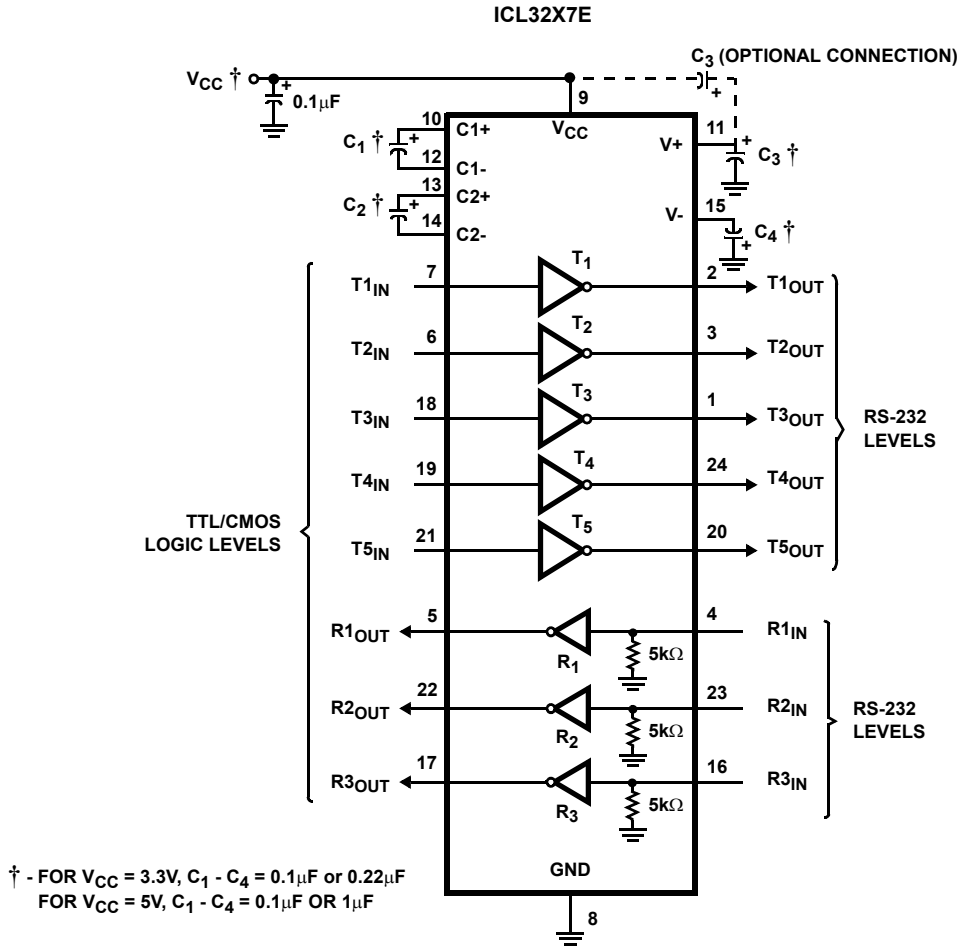 ICL32X7E
C3 (OPTIONAL CONNECTION)
VCC †
+
0.1μF
+
9
VCC
10
C1+
C1 †
+
12
C1-
13
C2+
C2 †
+
14
C2-
11
V+
+
C3 †
15
V-
C4 †
+
T1IN
7
T1
2
T1OUT
T2IN
6
T2
3
T2OUT
T3IN
18
T3
1
T3OUT
T4IN
19
T4
24
T4OUT
T5IN
21
T5
20
T5OUT
TTL/CMOS
LOGIC LEVELS
RS-232
LEVELS
R1OUT
5
R1
5kΩ
4
R1IN
R2OUT
22
R2
5kΩ
23
R2IN
R3OUT
17
R3
5kΩ
16
R3IN
RS-232
LEVELS
GND
8
† - FOR VCC = 3.3V, C1 - C4 = 0.1μF or 0.22μF
FOR VCC = 5V, C1 - C4 = 0.1μF OR 1μF